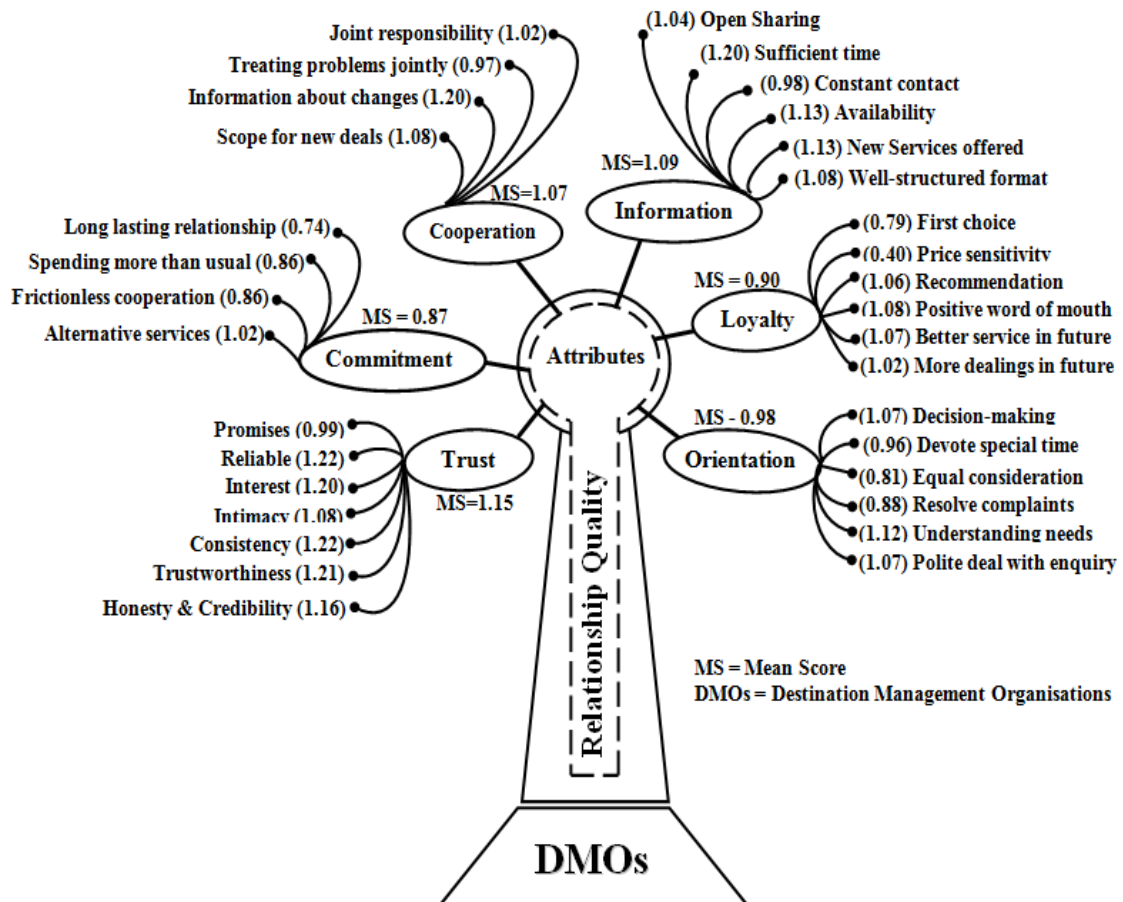 Joint responsibility (1.02)
Treating problems jointly (0.97)
Information about changes (1.20)
Scope for new deals (1.08)
MS=1.07
Cooperation
(1.04) Open Sharing
(1.20) Sufficient time
(0.98) Constant contact
(1.13) Availability
(1.13) New Services offered
(1.08) Well-structured format
MS=1.09
Information
Long lasting relationship (0.74)
Spending more than usual (0.86)
Frictionless cooperation (0.86)
Alternative services (1.02)
MS = 0.87
Commitment
(0.79) First choice
(0.40) Price sensitivity
(1.06) Recommendation
(1.08) Positive word of mouth
(1.07) Better service in future
(1.02) More dealings in future
MS = 0.90
Loyalty
Attributes
Promises (0.99)
Reliable (1.22)
Interest (1.20)
Intimacy (1.08)
Consistency (1.22)
Trustworthiness (1.21)
Honesty & Credibility (1.16)
Trust
MS=1.15
MS - 0.98
Orientation
(1.07) Decision-making
(0.96) Devote special time
(0.81) Equal consideration
(0.88) Resolve complaints
(1.12) Understanding needs
(1.07) Polite deal with enquiry
Relationship Quality
MS = Mean Score
DMOs = Destination Management Organisations
DMOs